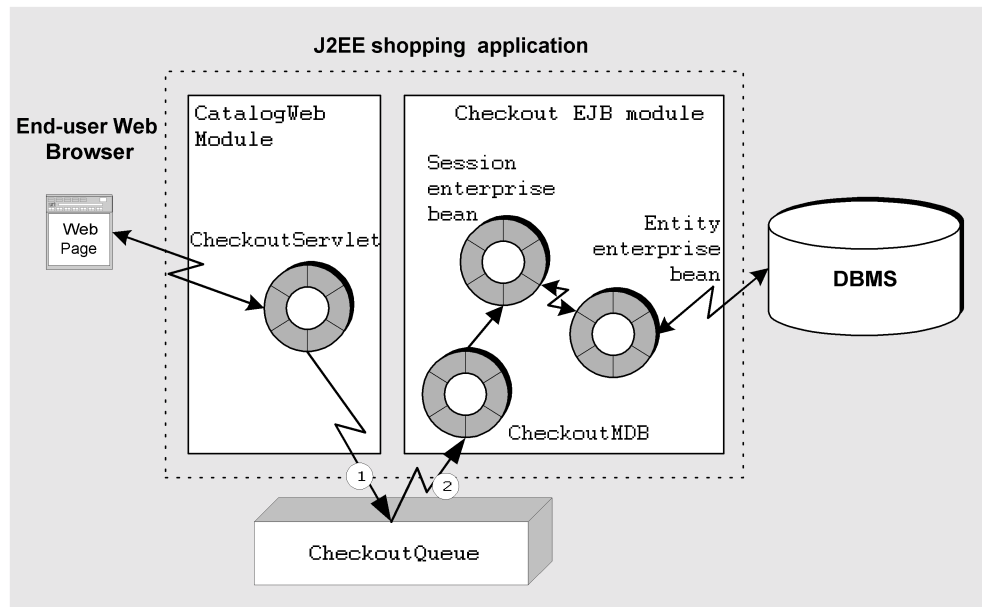 J2EE shopping application
End-user Web
Browser
Web
Page
CatalogWeb
Module
CheckoutServlet
Checkout EJB module
Session
enterprise
bean
Entity
enterprise
bean
CheckoutMDB
DBMS
1
2
CheckoutQueue